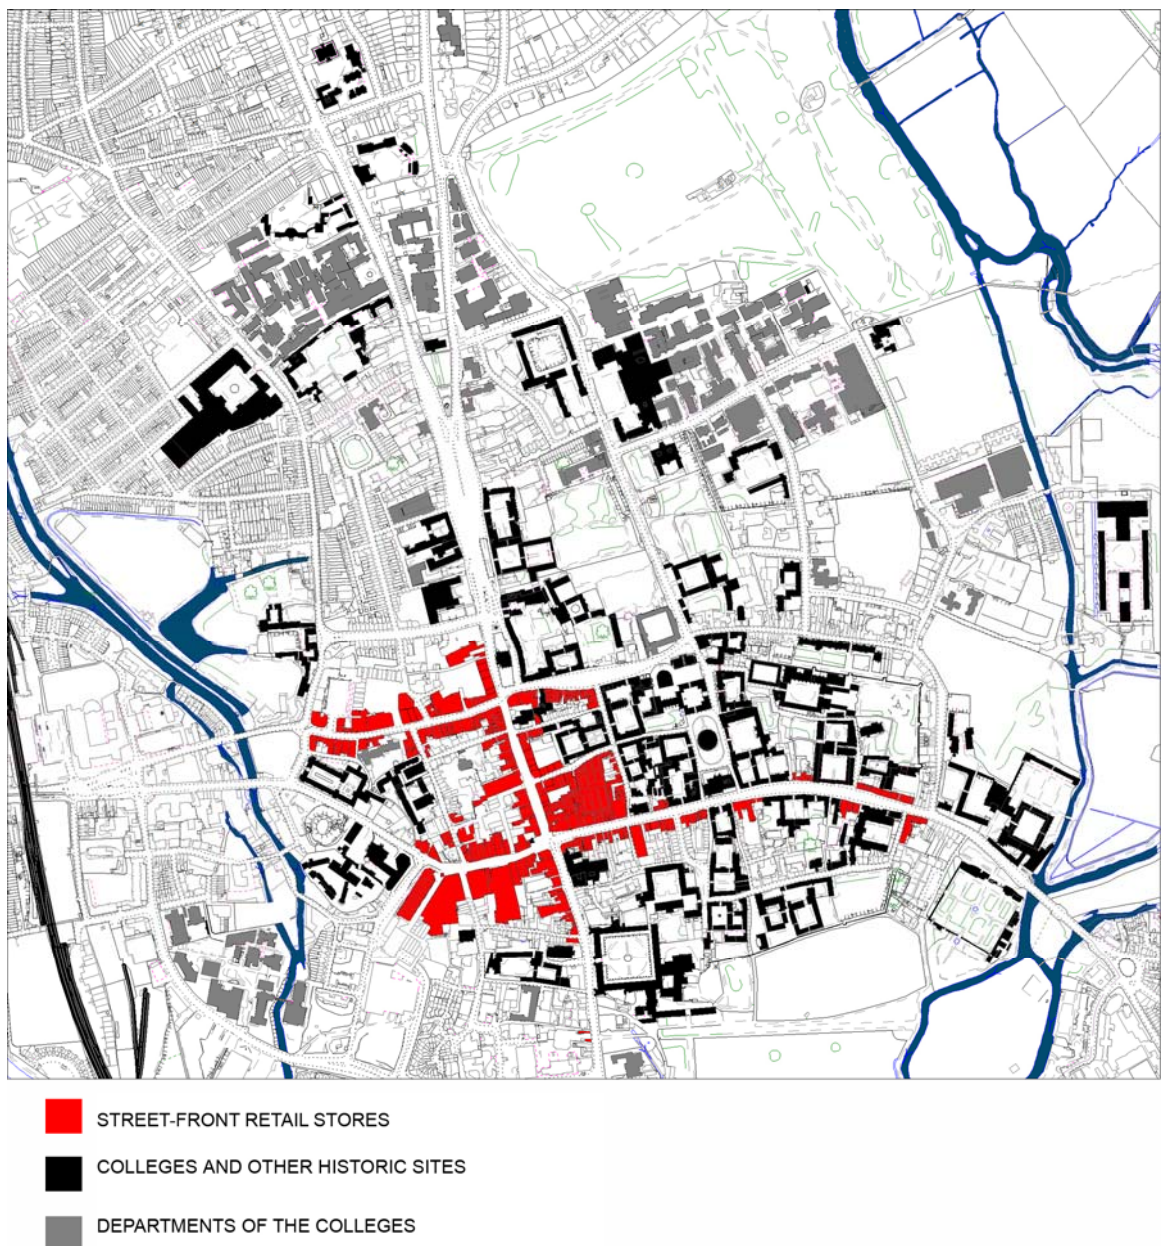 STREET-FRONT RETAIL STORES
COLLEGES AND OTHER HISTORIC SITES
DEPARTMENTS OF THE COLLEGES